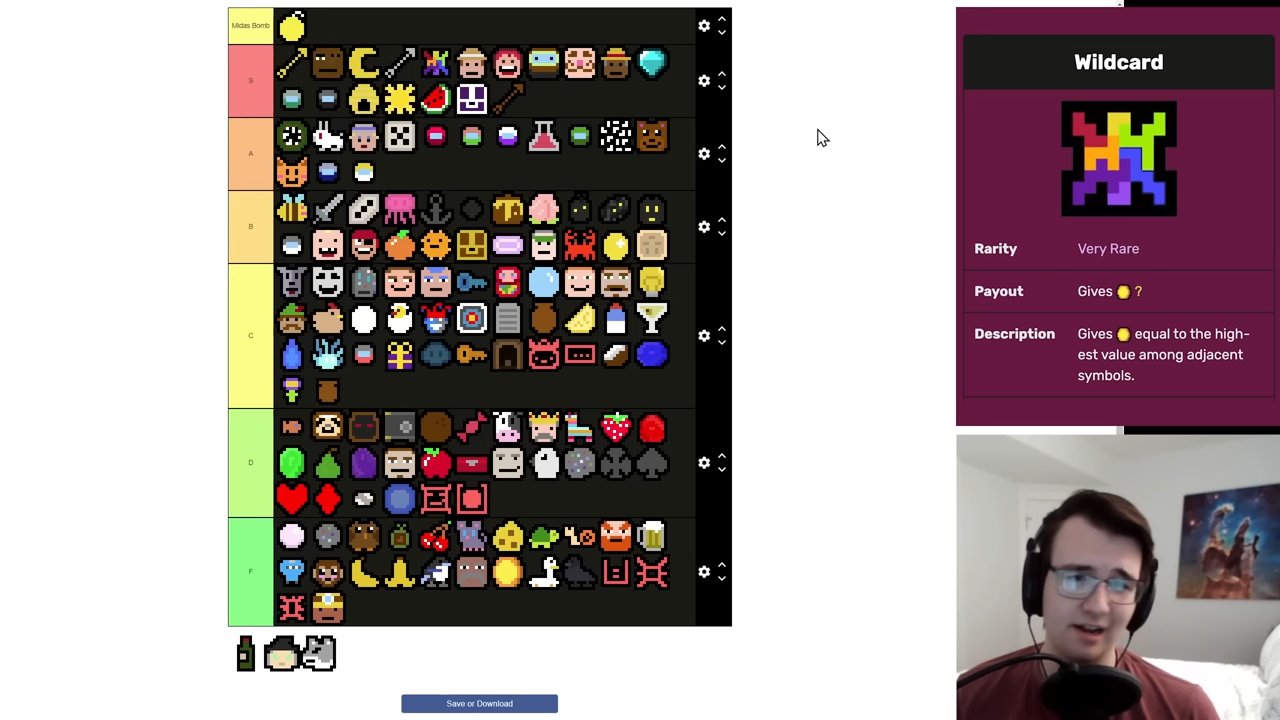 Midas Bomb
S
A
B
C
D
F
Save or Download
Wildcard
Rarity Very Rare
Payout Gives ?
Description Gives equal to the high-
est value among adjacent
symbols.